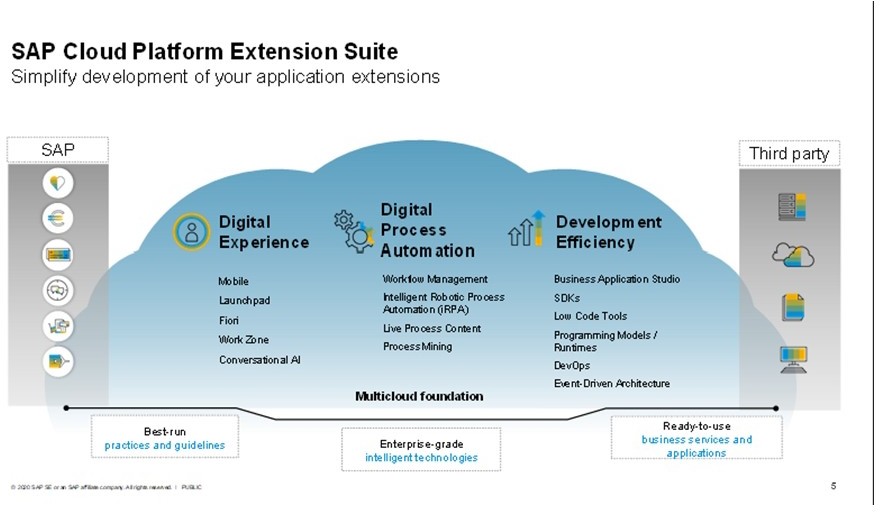 SAP Cloud Platform Extension Suite
Simplify development of your application extensions
SAP
Third party
Digital
Experience
Mobile
Launchpad
Fiori
Work Zone
Conversational AI
Digital
Process
Automation
Workflow Management
Intelligent Robotic Process
Automation (iRPA)
Live Process Content
Process Mining
Development
Efficiency
Business Application Studio
SDKs
Low Code Tools
Programming Models /
Runtimes
DevOps
Event-Driven Architecture
Multicloud foundation
Best-run
practices and guidelines
Enterprise-grade
intelligent technologies
Ready-to-use
business services and
applications
© 2020 SAP SE or an SAP affiliate company. All rights reserved. I PUBLIC
5